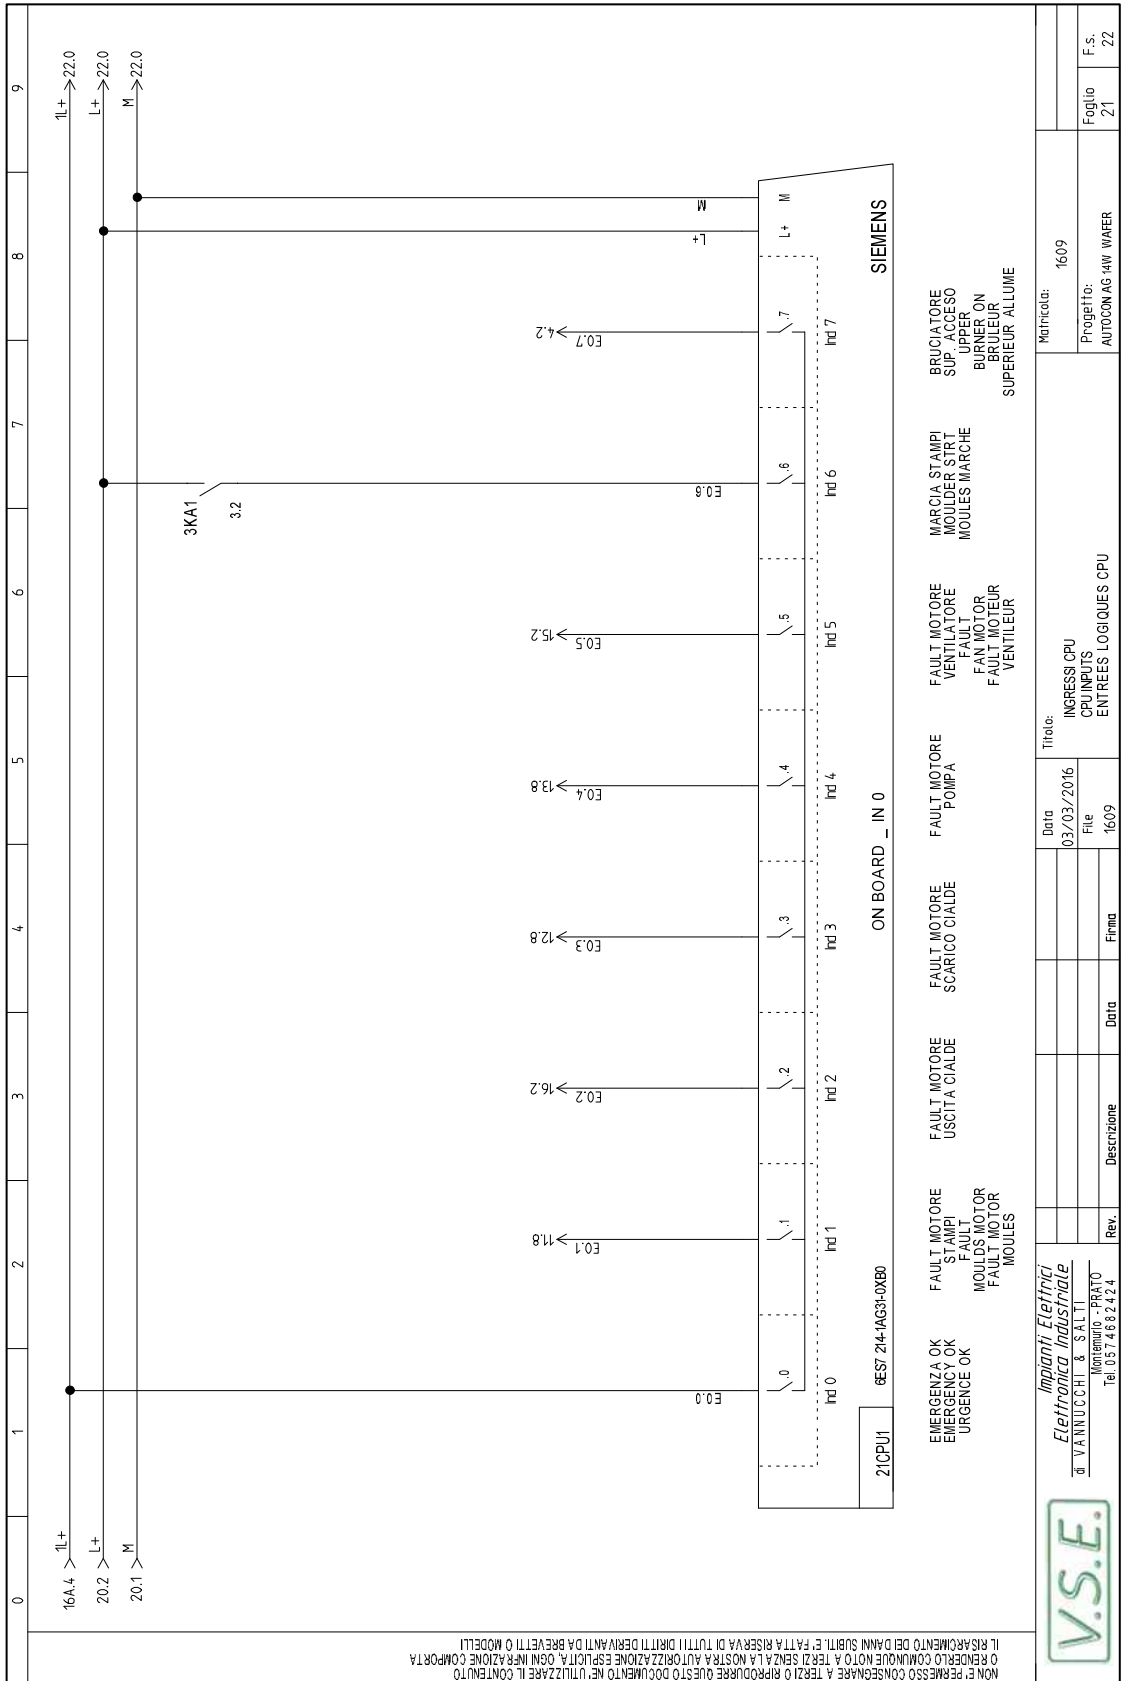 0 1 2 3 4 5 6 7 8 9
16A.4 1L+ 1L+ 22.0
20.2 L+ L+ 22.0
20.1 M M 22.0
3KA1
3.2
11.8 16.2 12.8 13.8 15.2 4.2
E0.0 E0.1 E0.2 E0.3 E0.4 E0.5 E0.6 E0.7 L+ M
.0 .1 .2 .3 .4 .5 .6 .7 L+ M
Ind 0 Ind 1 Ind 2 Ind 3 Ind 4 Ind 5 Ind 6 Ind 7
21CPU1 6ES7 214-1AG31-0XB0 ON BOARD _ IN 0 SIEMENS
EMERGENZA OK
EMERGENCY OK
URGENCE OK
FAULT MOTORE
STAMPI
FAULT
MOULDS MOTOR
FAULT MOTOR
MOULES
FAULT MOTORE
USCITA CIALDE
FAULT MOTORE
SCARICO CIALDE
FAULT MOTORE
POMPA
FAULT MOTORE
VENTILATORE
FAULT
FAN MOTOR
FAULT MOTEUR
VENTILEUR
MARCIA STAMPI
MOULDER STRT
MOULES MARCHE
BRUCIATORE
SUP. ACCESO
UPPER
BURNER ON
BRULEUR
SUPERIEUR ALLUME
NON E' PERMESSO CONSEGNARE A TERZI O RIPRODURRE QUESTO DOCUMENTO NE' UTILIZZARE IL CONTENUTO
O RENDERLO COMUNQUE NOTO A TERZI SENZA LA NOSTRA AUTORIZZAZIONE ESPLICITA, OGNI INFRAZIONE COMPORTA
IL RISARCIMENTO DEI DANNI SUBITI. E' FATTA RISERVA DI TUTTI I DIRITTI DERIVANTI DA BREVETTI O MODELLI
V.S.E.
Impianti Elettrici
Elettronica Industriale
di VANNUCCHI & SALTI
Montemurlo - PRATO
Tel. 0574682424
Rev. Descrizione Data Firma
Data
03/03/2016
File
1609
Titolo:
INGRESSI CPU
CPU INPUTS
ENTREES LOGIQUES CPU
Matricola:
1609
Progetto:
AUTOCON AG 14W WAFER
Foglio
21
F.s.
22